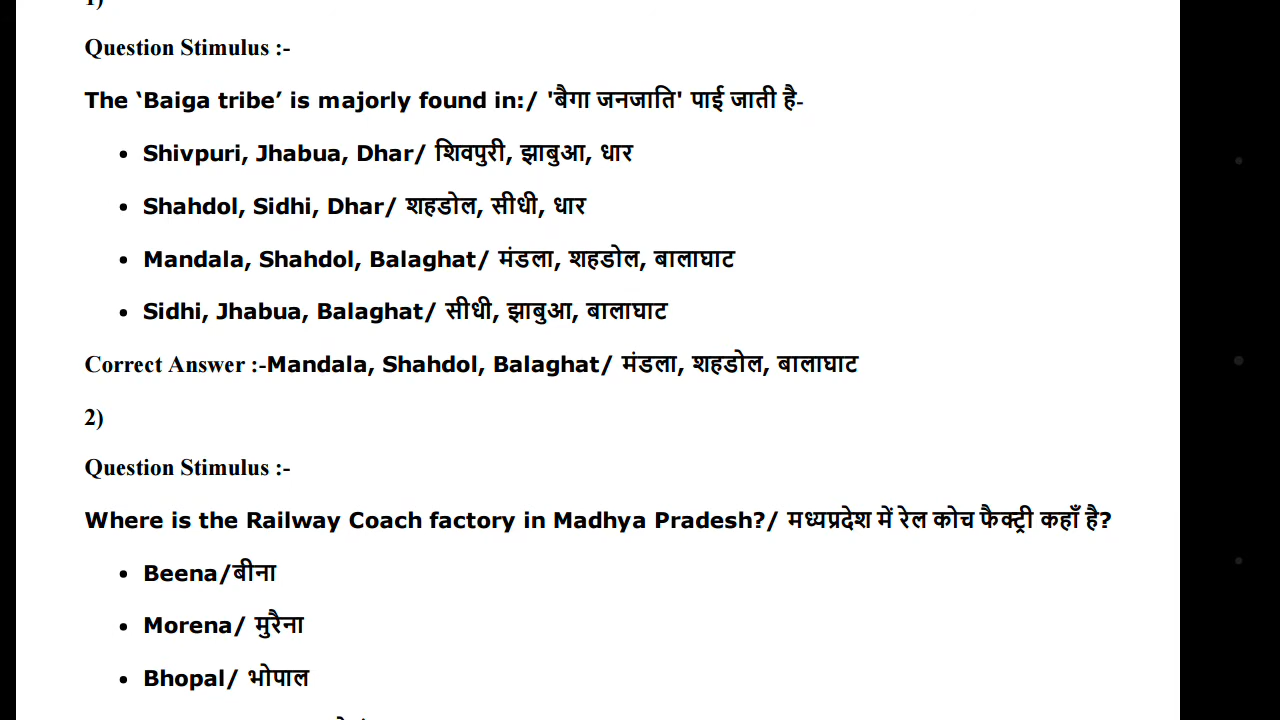 1)
Question Stimulus :-
The ‘Baiga tribe’ is majorly found in:/ 'बैगा जनजाति' पाई जाती है-
• Shivpuri, Jhabua, Dhar/ शिवपुरी, झाबुआ, धार
• Shahdol, Sidhi, Dhar/ शहडोल, सीधी, धार
• Mandala, Shahdol, Balaghat/ मंडला, शहडोल, बालाघाट
• Sidhi, Jhabua, Balaghat/ सीधी, झाबुआ, बालाघाट
Correct Answer :-Mandala, Shahdol, Balaghat/ मंडला, शहडोल, बालाघाट
2)
Question Stimulus :-
Where is the Railway Coach factory in Madhya Pradesh?/ मध्यप्रदेश में रेल कोच फैक्ट्री कहाँ है?
• Beena/बीना
• Morena/ मुरैना
• Bhopal/ भोपाल